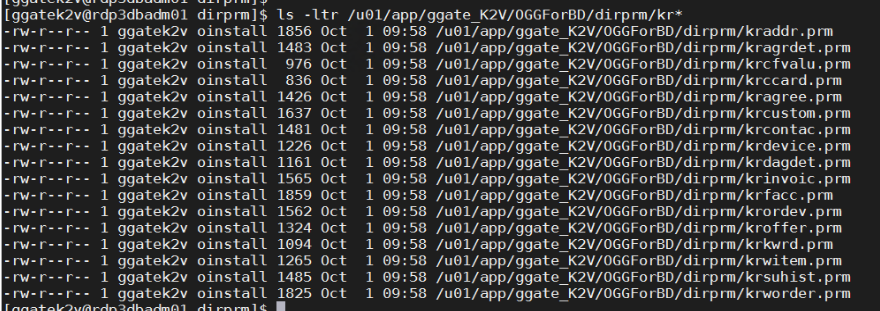 [ggatek2v@rdp3dbadm01 dirprm]$ ls -ltr /u01/app/ggate_K2V/OGGForBD/dirprm/kr*
-rw-r--r-- 1 ggatek2v oinstall 1856 Oct  1 09:58 /u01/app/ggate_K2V/OGGForBD/dirprm/kraddr.prm
-rw-r--r-- 1 ggatek2v oinstall 1483 Oct  1 09:58 /u01/app/ggate_K2V/OGGForBD/dirprm/kragrdet.prm
-rw-r--r-- 1 ggatek2v oinstall  976 Oct  1 09:58 /u01/app/ggate_K2V/OGGForBD/dirprm/krcfvalu.prm
-rw-r--r-- 1 ggatek2v oinstall  836 Oct  1 09:58 /u01/app/ggate_K2V/OGGForBD/dirprm/krccard.prm
-rw-r--r-- 1 ggatek2v oinstall 1426 Oct  1 09:58 /u01/app/ggate_K2V/OGGForBD/dirprm/kragree.prm
-rw-r--r-- 1 ggatek2v oinstall 1637 Oct  1 09:58 /u01/app/ggate_K2V/OGGForBD/dirprm/krcustom.prm
-rw-r--r-- 1 ggatek2v oinstall 1481 Oct  1 09:58 /u01/app/ggate_K2V/OGGForBD/dirprm/krcontac.prm
-rw-r--r-- 1 ggatek2v oinstall 1226 Oct  1 09:58 /u01/app/ggate_K2V/OGGForBD/dirprm/krdevice.prm
-rw-r--r-- 1 ggatek2v oinstall 1161 Oct  1 09:58 /u01/app/ggate_K2V/OGGForBD/dirprm/krdagdet.prm
-rw-r--r-- 1 ggatek2v oinstall 1565 Oct  1 09:58 /u01/app/ggate_K2V/OGGForBD/dirprm/krinvoic.prm
-rw-r--r-- 1 ggatek2v oinstall 1859 Oct  1 09:58 /u01/app/ggate_K2V/OGGForBD/dirprm/krfacc.prm
-rw-r--r-- 1 ggatek2v oinstall 1562 Oct  1 09:58 /u01/app/ggate_K2V/OGGForBD/dirprm/krordev.prm
-rw-r--r-- 1 ggatek2v oinstall 1324 Oct  1 09:58 /u01/app/ggate_K2V/OGGForBD/dirprm/kroffer.prm
-rw-r--r-- 1 ggatek2v oinstall 1094 Oct  1 09:58 /u01/app/ggate_K2V/OGGForBD/dirprm/krkwrd.prm
-rw-r--r-- 1 ggatek2v oinstall 1265 Oct  1 09:58 /u01/app/ggate_K2V/OGGForBD/dirprm/krwitem.prm
-rw-r--r-- 1 ggatek2v oinstall 1485 Oct  1 09:58 /u01/app/ggate_K2V/OGGForBD/dirprm/krsuhist.prm
-rw-r--r-- 1 ggatek2v oinstall 1825 Oct  1 09:58 /u01/app/ggate_K2V/OGGForBD/dirprm/krworder.prm
[ggatek2v@rdp3dbadm01 dirprm]$